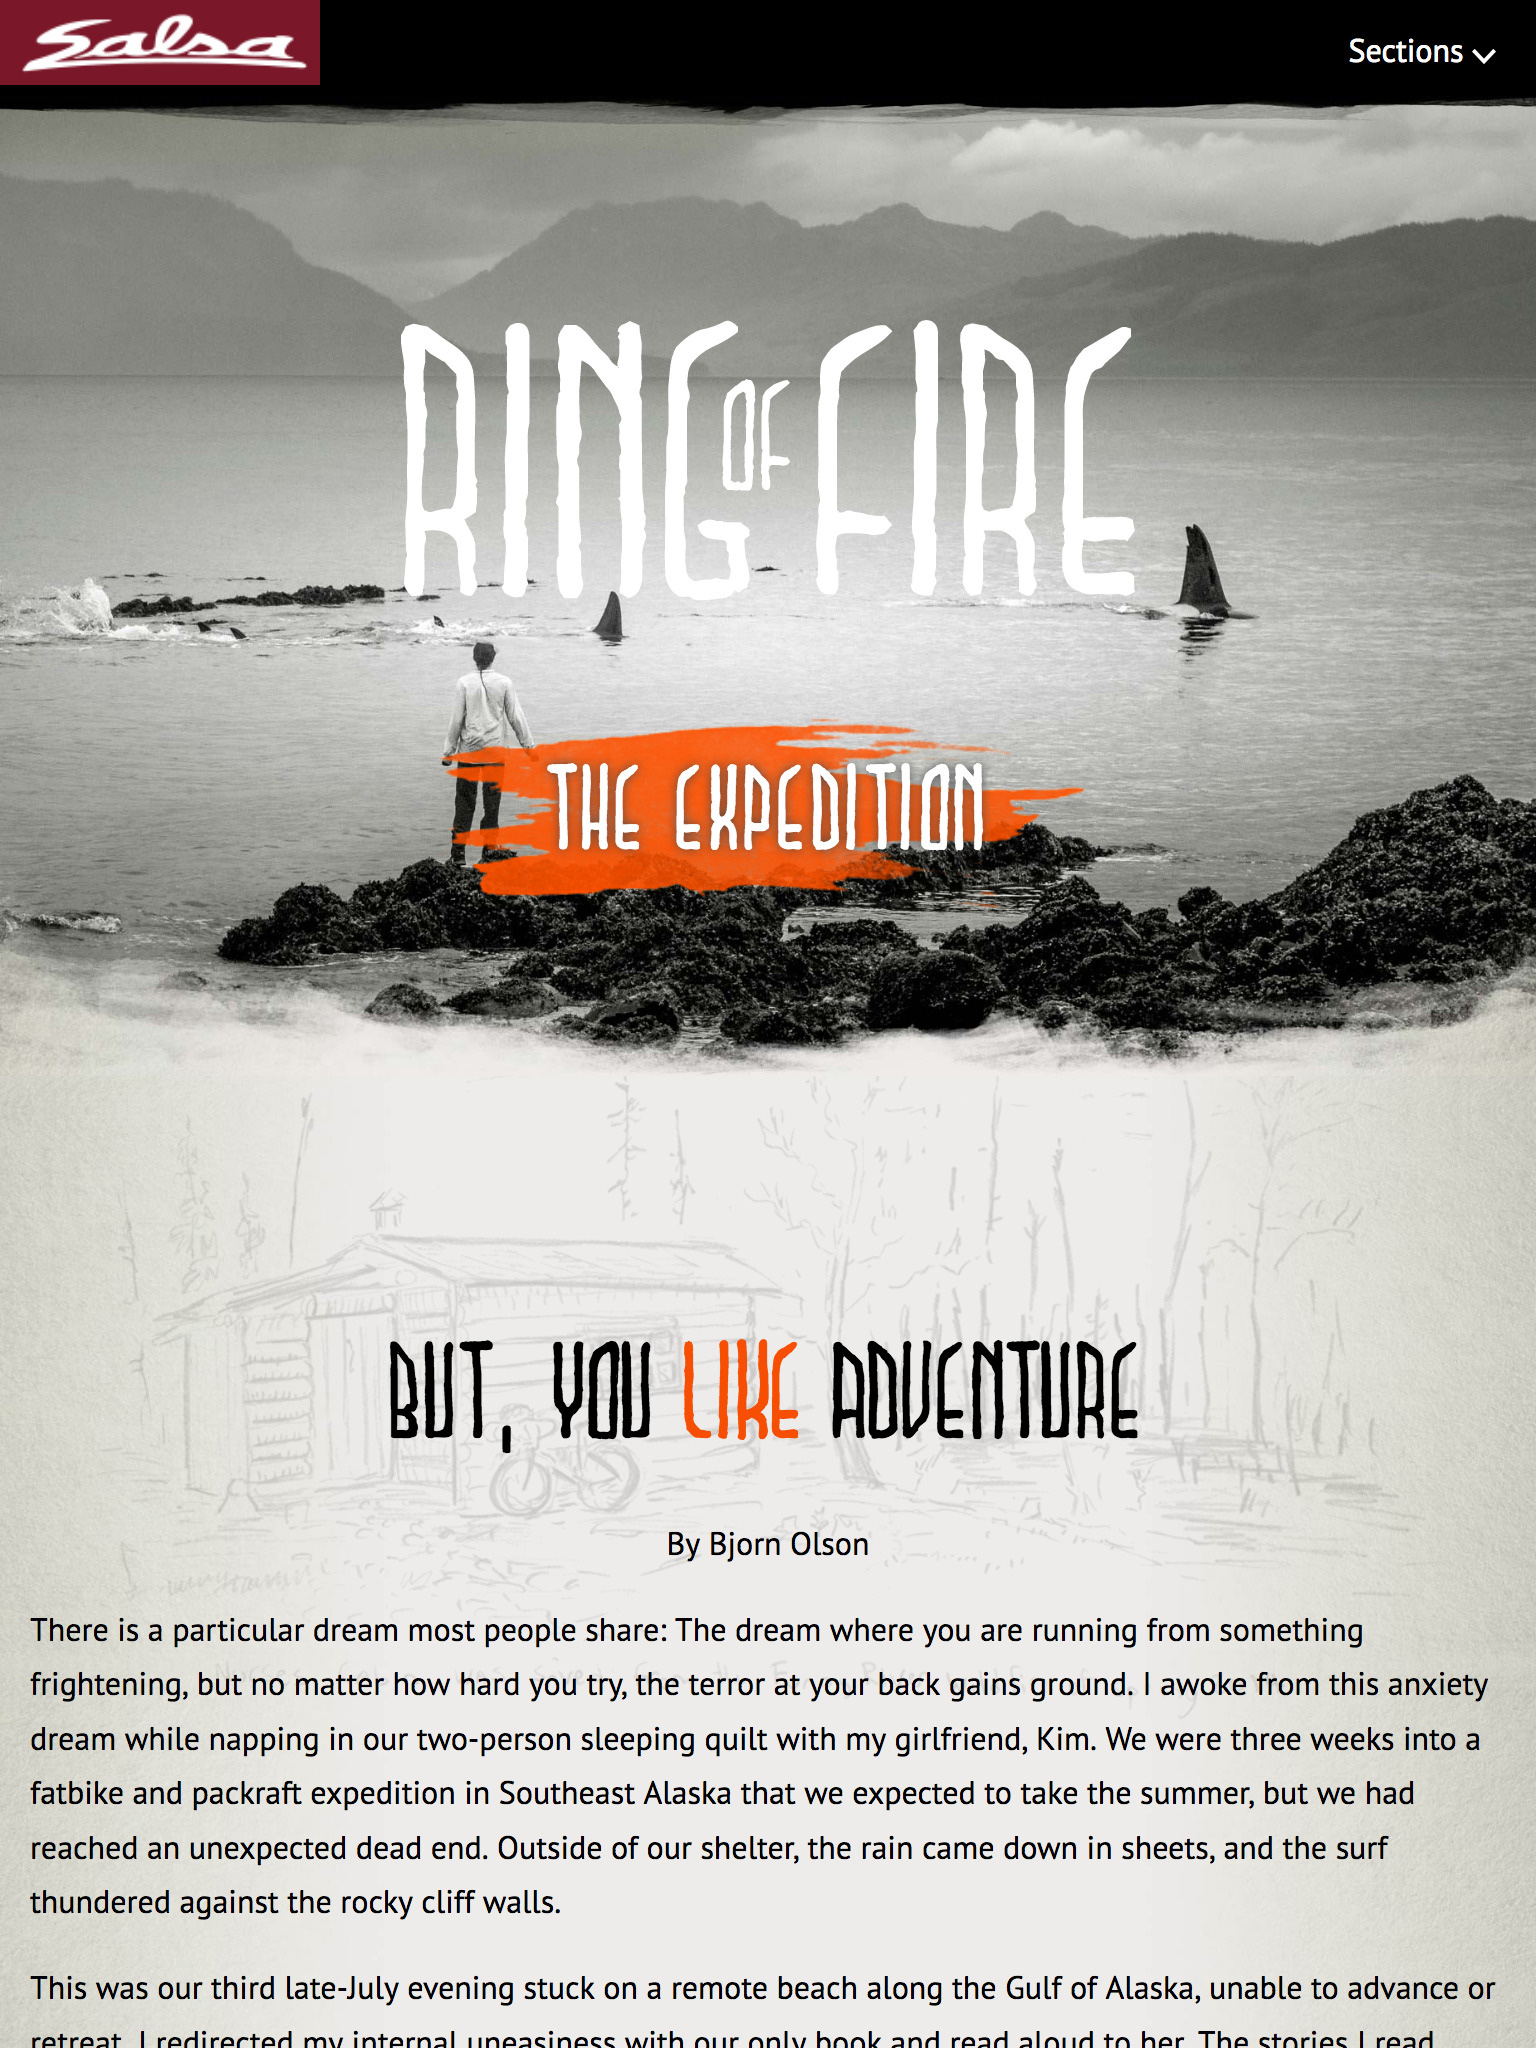 Salsa
Sections
RING OF FIRE
THE EXPEDITION
BUT, YOU LIKE ADVENTURE
By Bjorn Olson
There is a particular dream most people share: The dream where you are running from something
frightening, but no matter how hard you try, the terror at your back gains ground. I awoke from this anxiety
dream while napping in our two-person sleeping quilt with my girlfriend, Kim. We were three weeks into a
fatbike and packraft expedition in Southeast Alaska that we expected to take the summer, but we had
reached an unexpected dead end. Outside of our shelter, the rain came down in sheets, and the surf
thundered against the rocky cliff walls.
This was our third late-July evening stuck on a remote beach along the Gulf of Alaska, unable to advance or
retreat. I redirected my internal uneasiness with our only book and read aloud to her. The stories I read